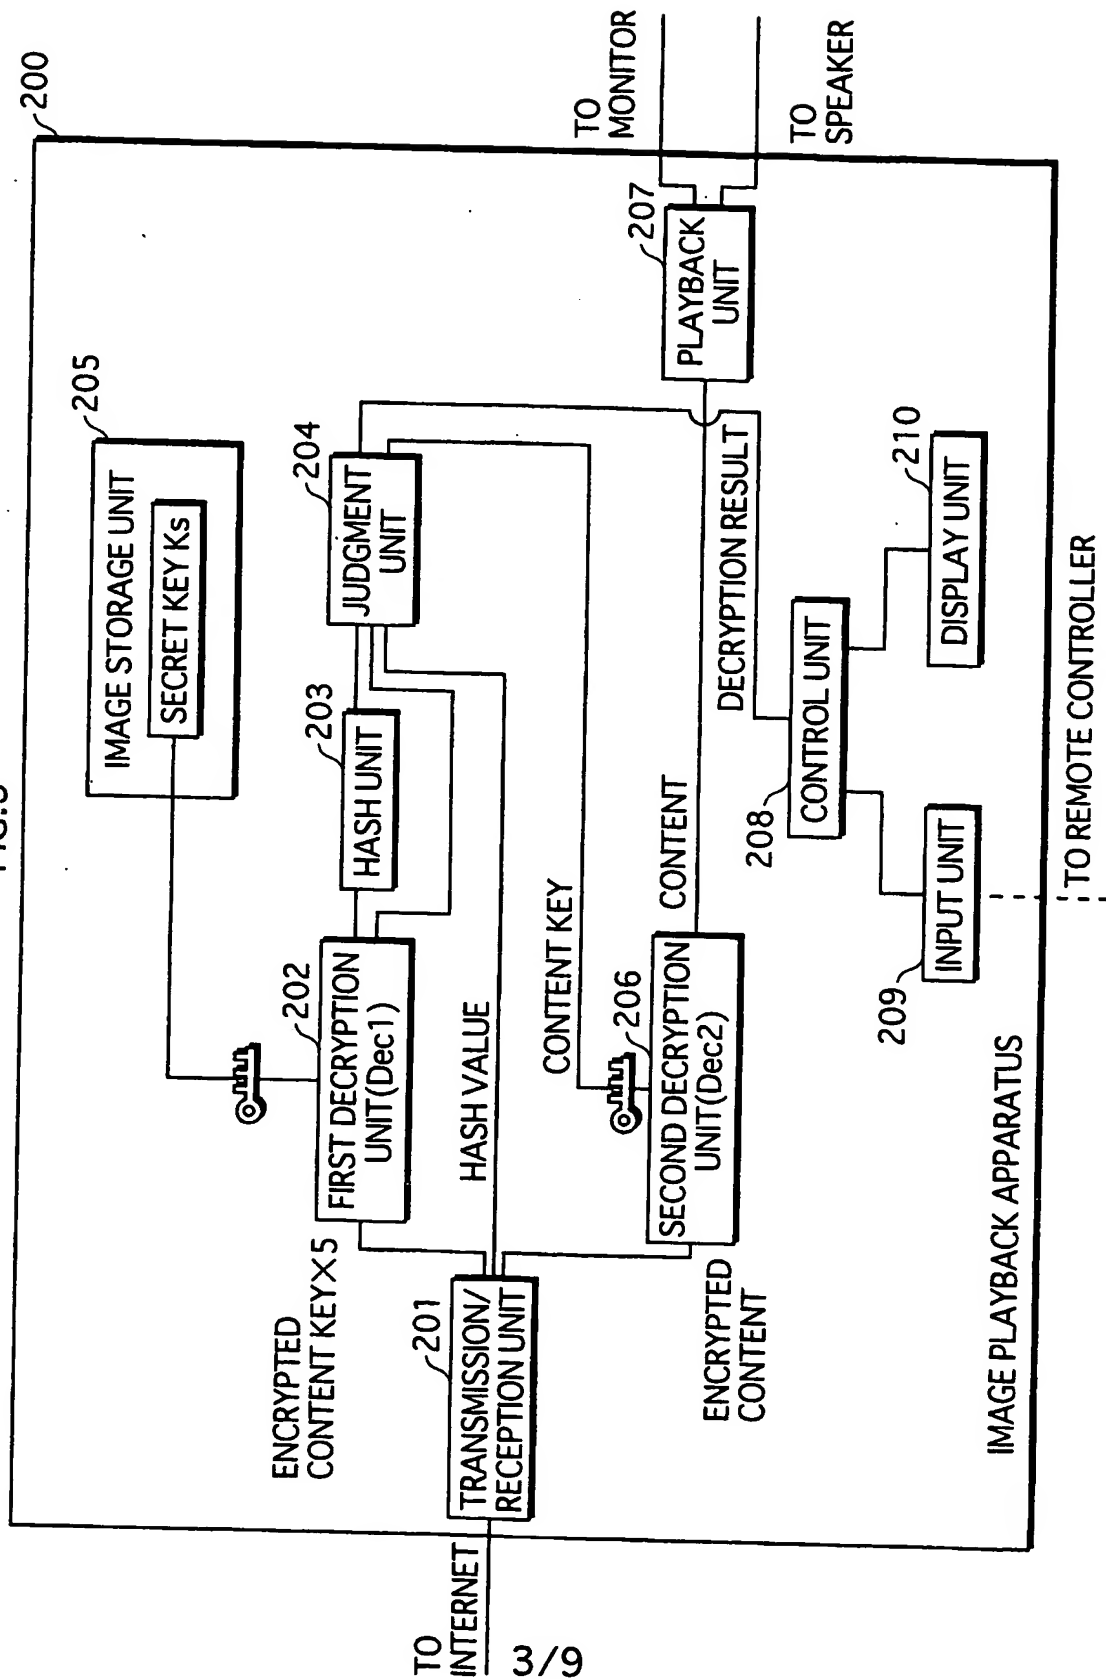 FIG.3
200
IMAGE STORAGE UNIT
205
SECRET KEY Ks
ENCRYPTED
CONTENT KEY×5
202
FIRST DECRYPTION
UNIT(Dec1)
203
HASH UNIT
204
JUDGMENT
UNIT
TO
INTERNET
201
TRANSMISSION/
RECEPTION UNIT
HASH VALUE
CONTENT KEY
ENCRYPTED
CONTENT
206
SECOND DECRYPTION
UNIT(Dec2)
CONTENT
DECRYPTION RESULT
207
PLAYBACK
UNIT
TO
MONITOR
TO
SPEAKER
208
CONTROL UNIT
209
INPUT UNIT
210
DISPLAY UNIT
IMAGE PLAYBACK APPARATUS
TO REMOTE CONTROLLER
3/9